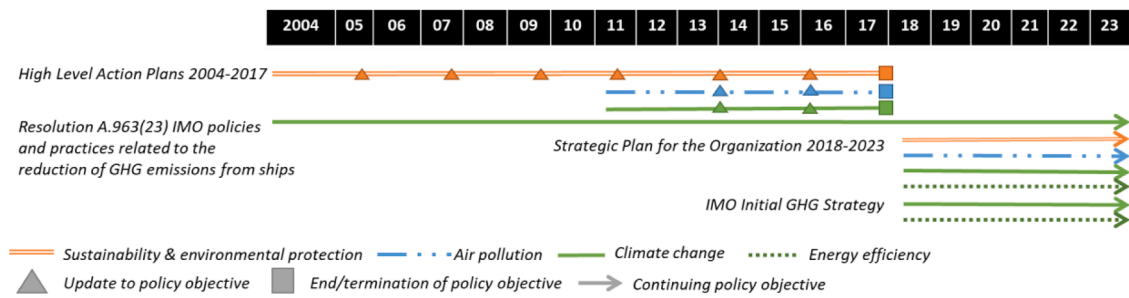 2004 05 06 07 08 09 10 11 12 13 14 15 16 17 18 19 20 21 22 23
High Level Action Plans 2004-2017
Resolution A.963(23) IMO policies
and practices related to the
reduction of GHG emissions from ships
Strategic Plan for the Organization 2018-2023
IMO Initial GHG Strategy
Sustainability & environmental protection Air pollution Climate change Energy efficiency
Update to policy objective End/termination of policy objective Continuing policy objective